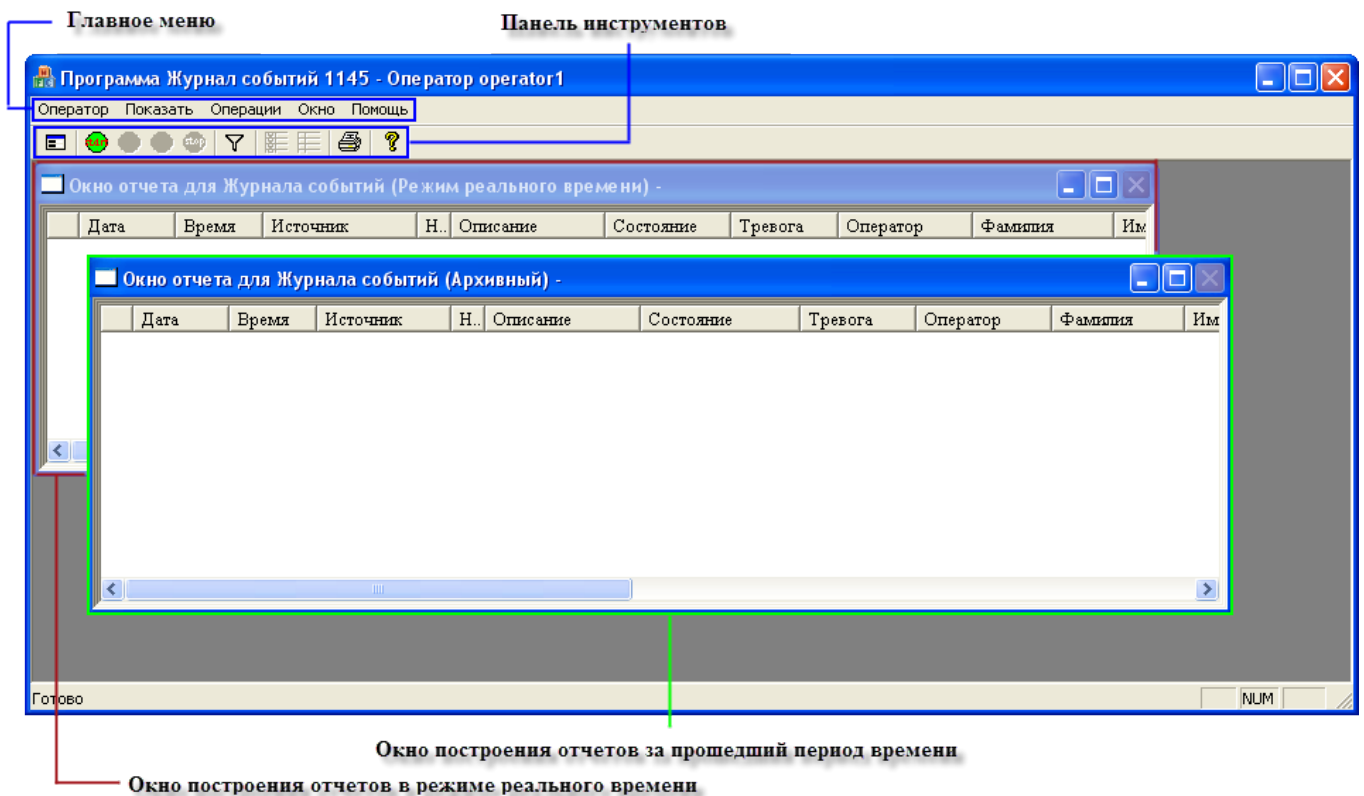 Главное меню
Панель инструментов
Программа Журнал событий 1145 - Оператор operator1
Оператор Показать Операции Окно Помощь
start stop ?
Окно отчета для Журнала событий (Режим реального времени) -
Дата Время Источник Н.. Описание Состояние Тревога Оператор Фамилия Им
Окно отчета для Журнала событий (Архивный) -
Дата Время Источник Н.. Описание Состояние Тревога Оператор Фамилия Им
Готово
NUM
Окно построения отчетов за прошедший период времени
Окно построения отчетов в режиме реального времени